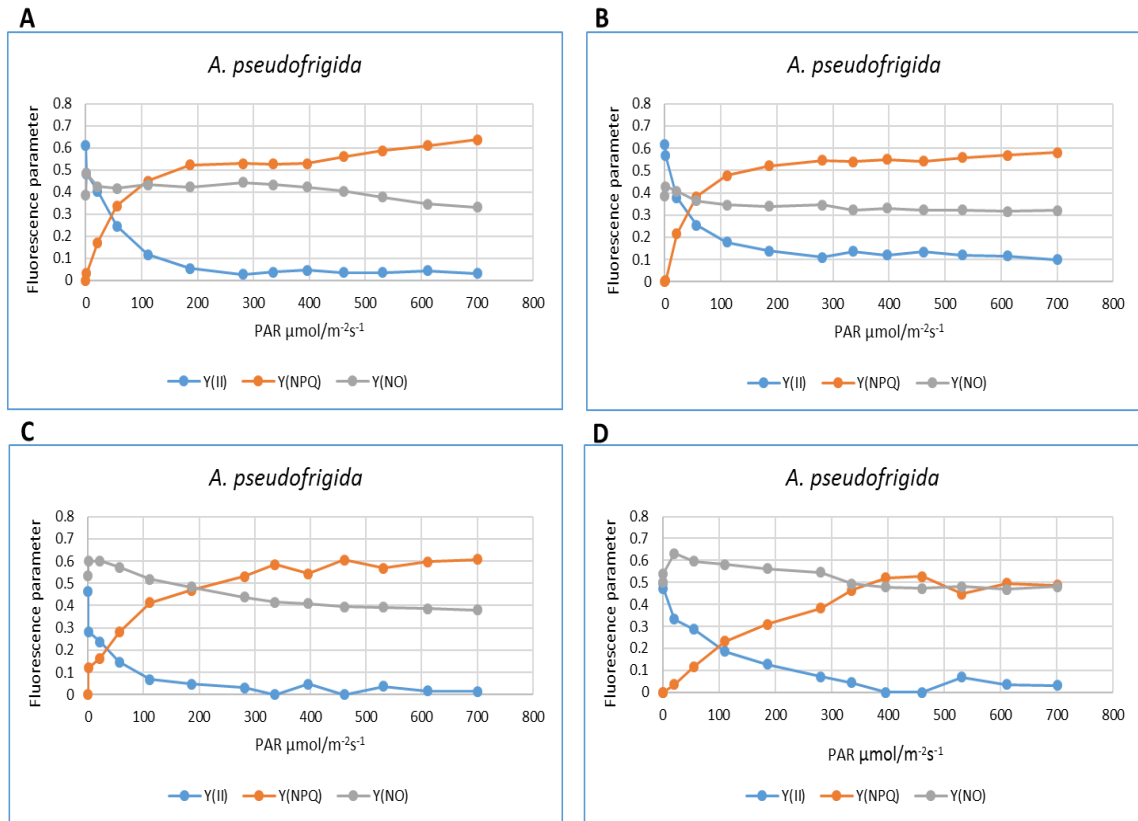 A
A. pseudofrigida
Fluorescence parameter
0.8
0.7
0.6
0.5
0.4
0.3
0.2
0.1
0
0 100 200 300 400 500 600 700 800
PAR µmol/m⁻²s⁻¹
Y(II) Y(NPQ) Y(NO)
B
A. pseudofrigida
Fluorescence parameter
0.8
0.7
0.6
0.5
0.4
0.3
0.2
0.1
0
0 100 200 300 400 500 600 700 800
PAR µmol/m⁻²s⁻¹
Y(II) Y(NPQ) Y(NO)
C
A. pseudofrigida
Fluorescence parameter
0.8
0.7
0.6
0.5
0.4
0.3
0.2
0.1
0
0 100 200 300 400 500 600 700 800
PAR µmol/m⁻²s⁻¹
Y(II) Y(NPQ) Y(NO)
D
A. pseudofrigida
Fluorescence parameter
0.8
0.7
0.6
0.5
0.4
0.3
0.2
0.1
0
0 100 200 300 400 500 600 700 800
PAR µmol/m⁻²s⁻¹
Y(II) Y(NPQ) Y(NO)